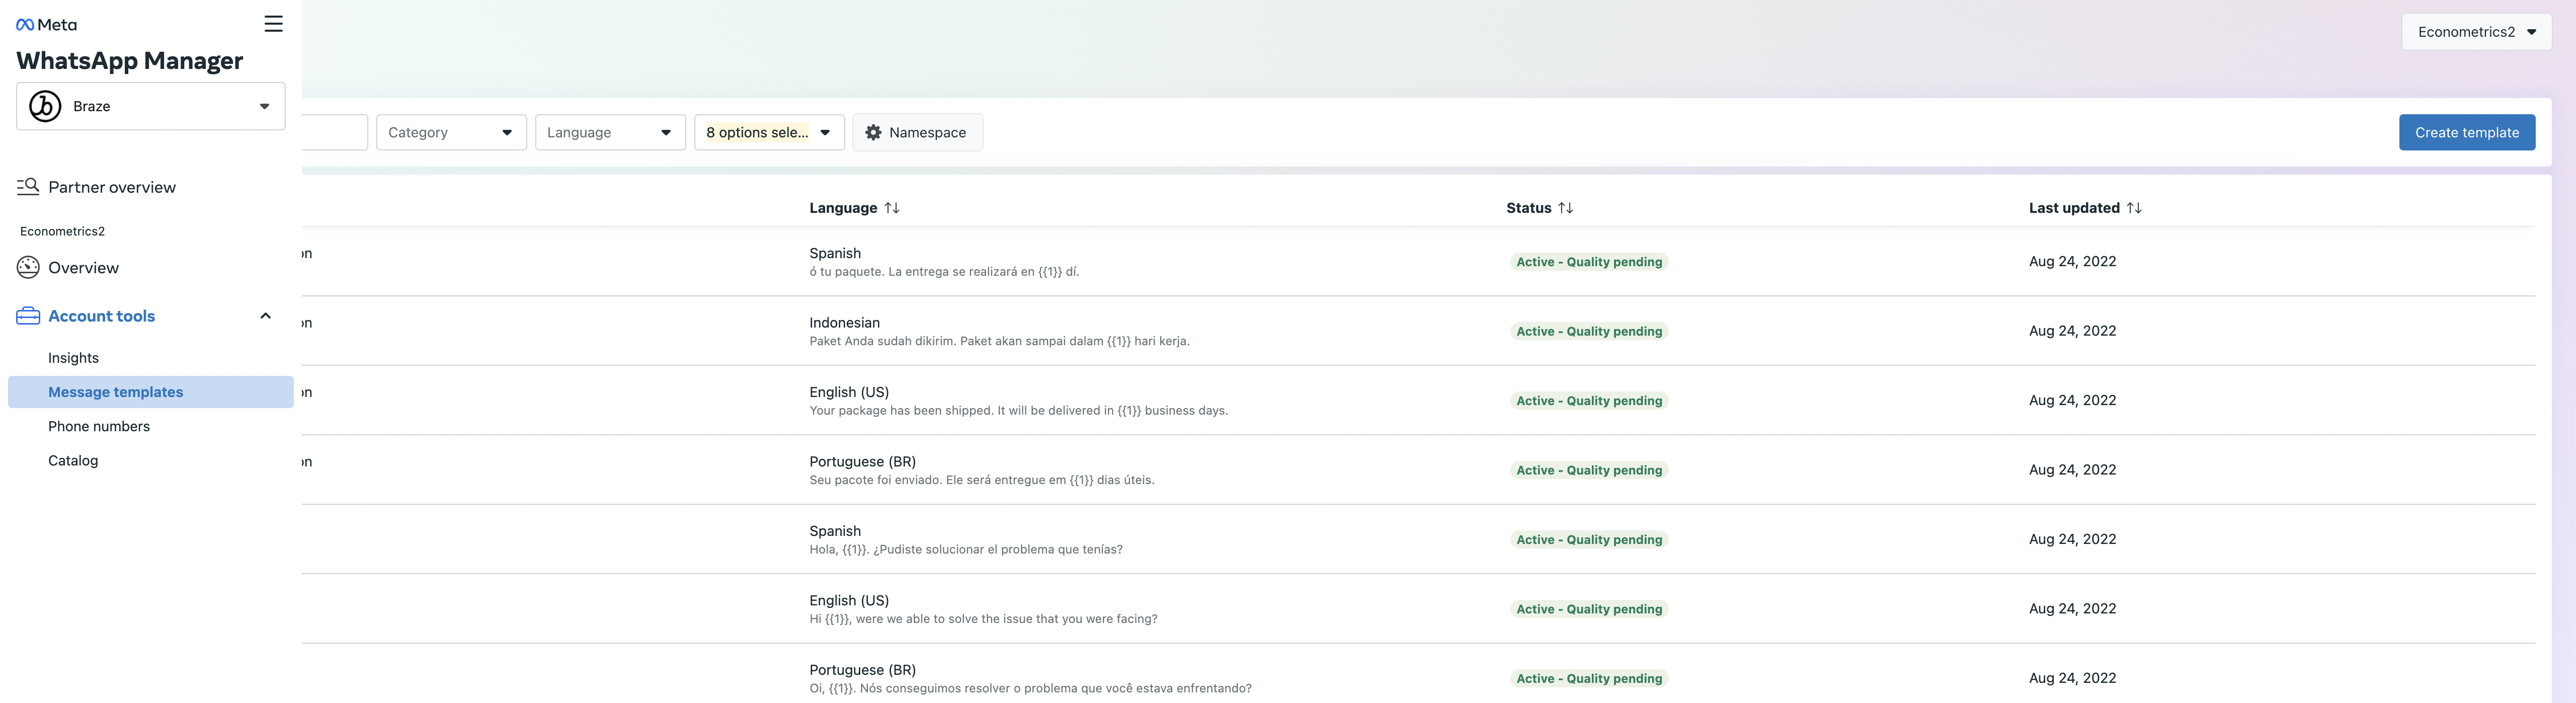 Meta
WhatsApp Manager
Braze
Partner overview
Econometrics2
Overview
Account tools
Insights
Message templates
Phone numbers
Catalog
Econometrics2
Category
Language
8 options sele...
Namespace
Create template
Language
Status
Last updated
on
Spanish
ó tu paquete. La entrega se realizará en {{1}} dí.
Active - Quality pending
Aug 24, 2022
on
Indonesian
Paket Anda sudah dikirim. Paket akan sampai dalam {{1}} hari kerja.
Active - Quality pending
Aug 24, 2022
on
English (US)
Your package has been shipped. It will be delivered in {{1}} business days.
Active - Quality pending
Aug 24, 2022
on
Portuguese (BR)
Seu pacote foi enviado. Ele será entregue em {{1}} dias úteis.
Active - Quality pending
Aug 24, 2022
Spanish
Hola, {{1}}. ¿Pudiste solucionar el problema que tenías?
Active - Quality pending
Aug 24, 2022
English (US)
Hi {{1}}, were we able to solve the issue that you were facing?
Active - Quality pending
Aug 24, 2022
Portuguese (BR)
Oi, {{1}}. Nós conseguimos resolver o problema que você estava enfrentando?
Active - Quality pending
Aug 24, 2022